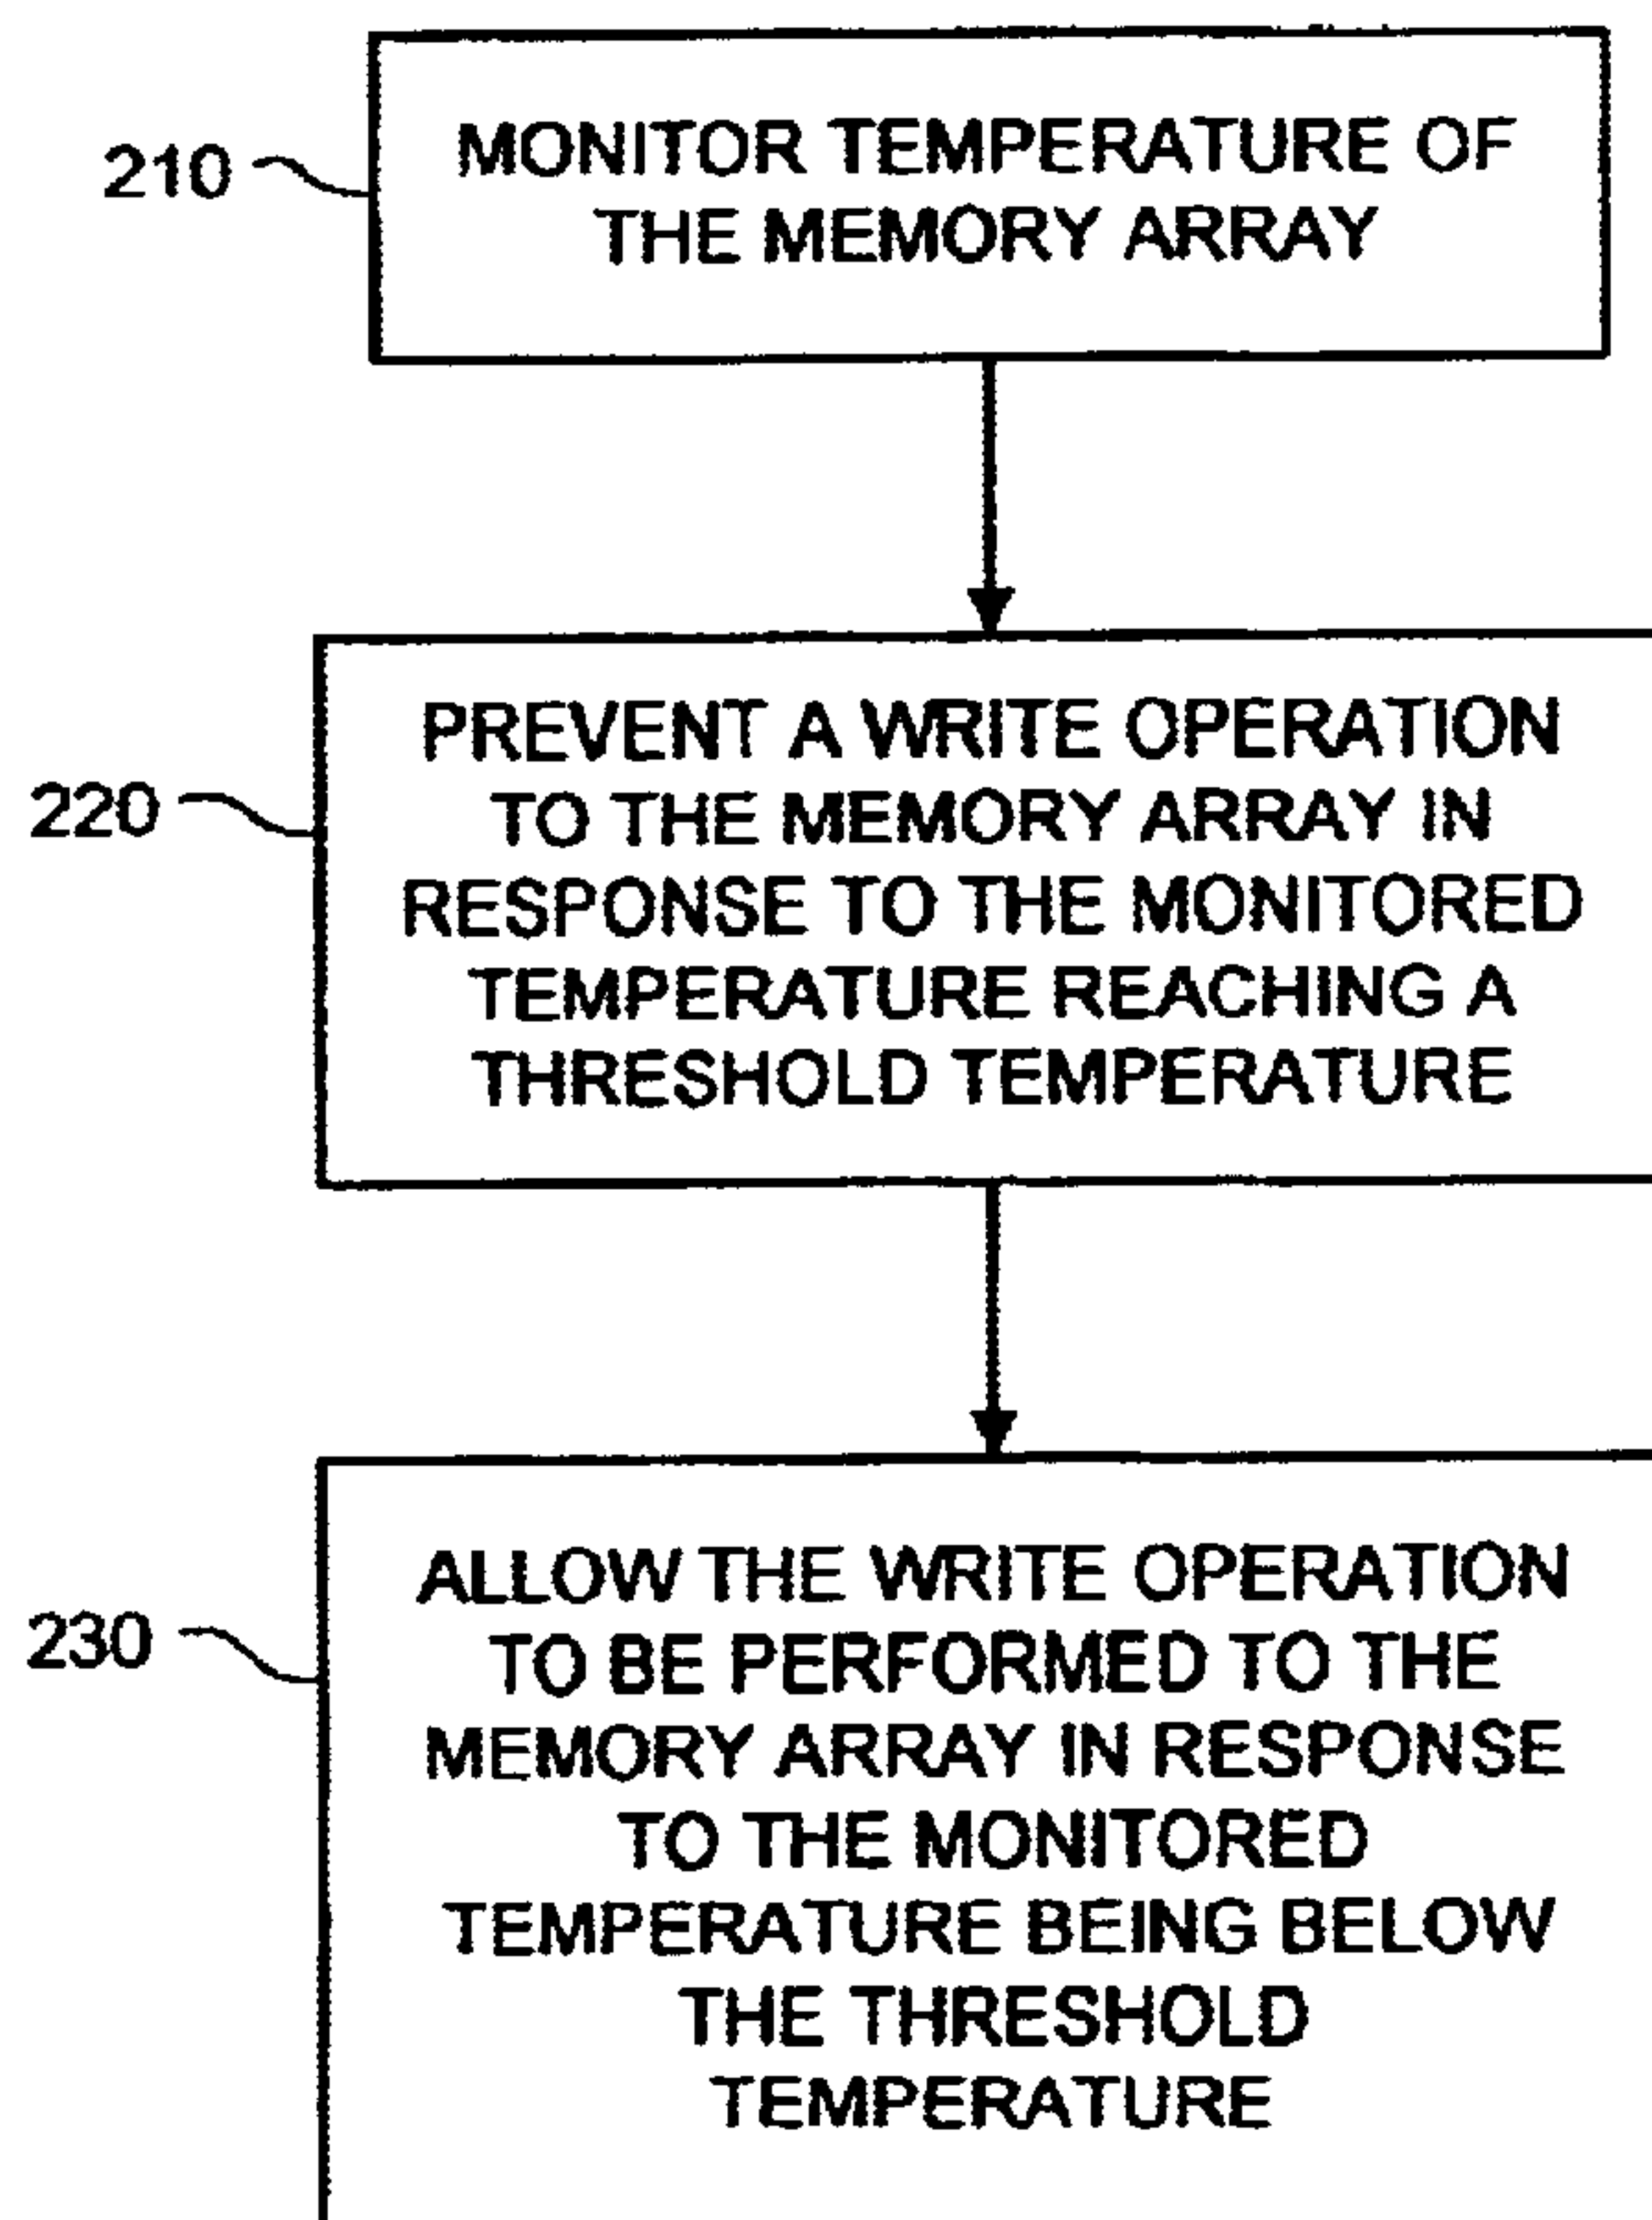 210
MONITOR TEMPERATURE OF
THE MEMORY ARRAY
220
PREVENT A WRITE OPERATION
TO THE MEMORY ARRAY IN
RESPONSE TO THE MONITORED
TEMPERATURE REACHING A
THRESHOLD TEMPERATURE
230
ALLOW THE WRITE OPERATION
TO BE PERFORMED TO THE
MEMORY ARRAY IN RESPONSE
TO THE MONITORED
TEMPERATURE BEING BELOW
THE THRESHOLD
TEMPERATURE